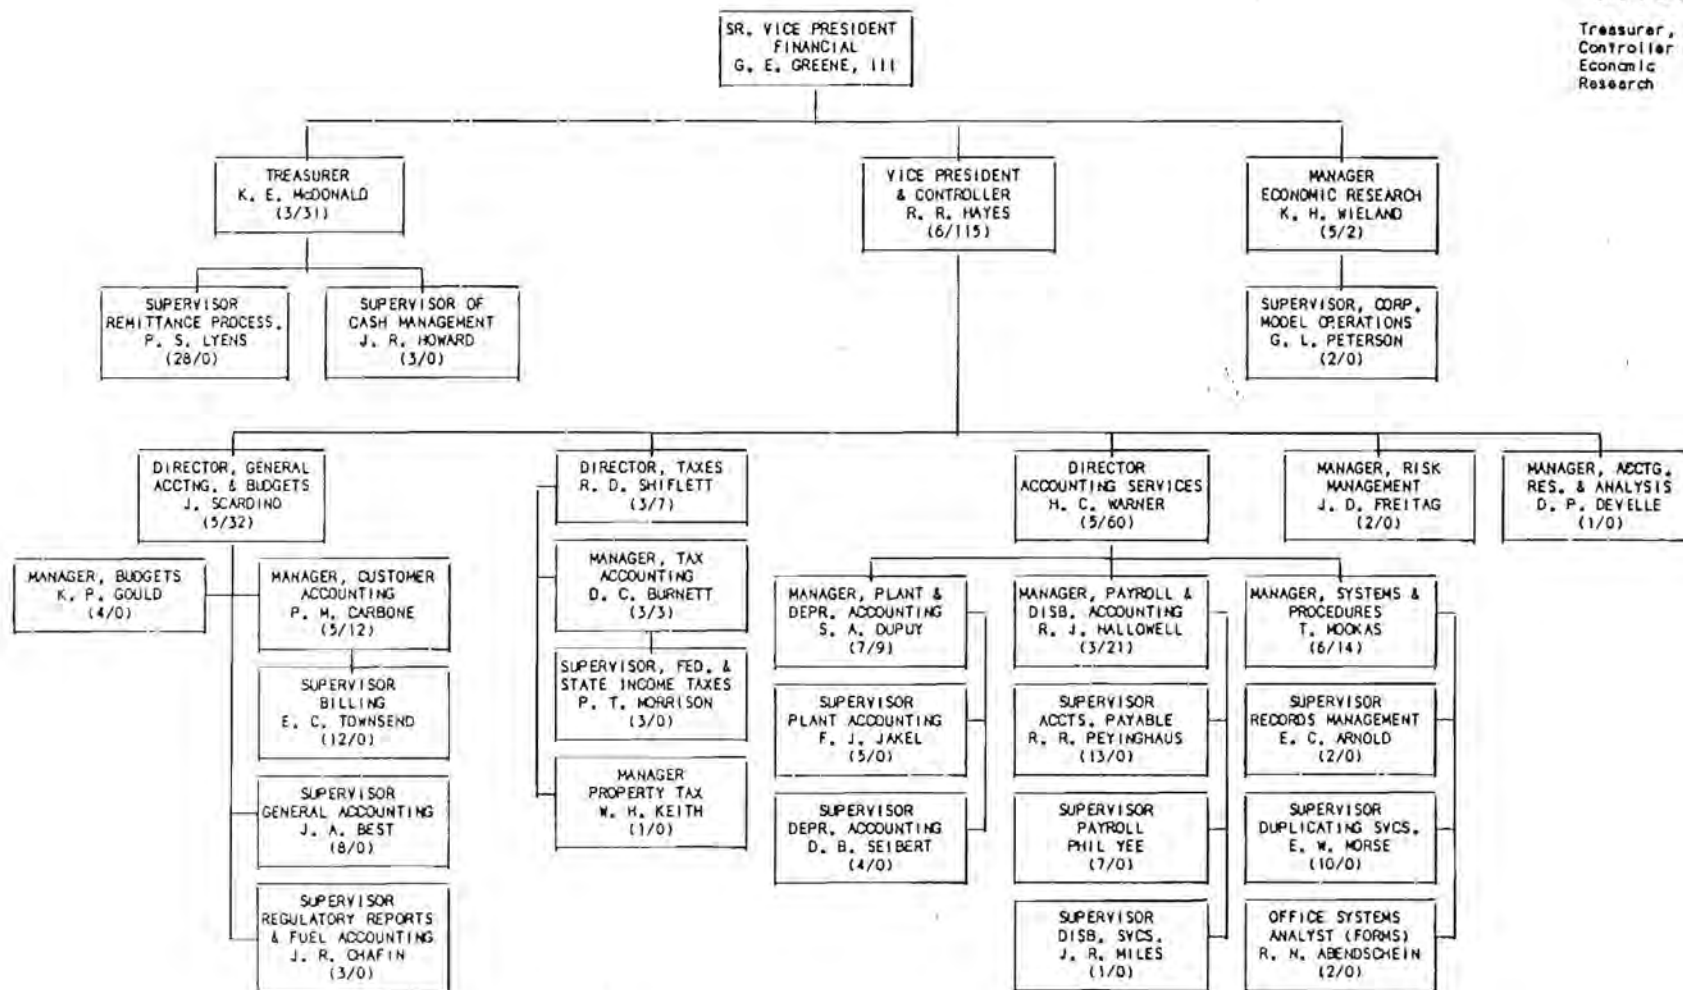 Treasurer,
Controller
Economic
Research
SR. VICE PRESIDENT
FINANCIAL
G. E. GREENE, III
TREASURER
K. E. McDONALD
(3/31)
VICE PRESIDENT
& CONTROLLER
R. R. HAYES
(6/115)
MANAGER
ECONOMIC RESEARCH
K. H. WIELAND
(5/2)
SUPERVISOR
REMITTANCE PROCESS.
P. S. LYENS
(28/0)
SUPERVISOR OF
CASH MANAGEMENT
J. R. HOWARD
(3/0)
SUPERVISOR, CORP.
MODEL OPERATIONS
G. L. PETERSON
(2/0)
DIRECTOR, GENERAL
ACCTNG. & BUDGETS
J. SCARDINO
(5/32)
DIRECTOR, TAXES
R. D. SHIFLETT
(3/7)
DIRECTOR
ACCOUNTING SERVICES
H. C. WARNER
(5/60)
MANAGER, RISK
MANAGEMENT
J. D. FREITAG
(2/0)
MANAGER, ACCTG.
RES. & ANALYSIS
D. P. DEVELLE
(1/0)
MANAGER, BUDGETS
K. P. GOULD
(4/0)
MANAGER, CUSTOMER
ACCOUNTING
P. M. CARBONE
(5/12)
SUPERVISOR
BILLING
E. C. TOWNSEND
(12/0)
SUPERVISOR
GENERAL ACCOUNTING
J. A. BEST
(8/0)
SUPERVISOR
REGULATORY REPORTS
& FUEL ACCOUNTING
J. R. CHAFIN
(3/0)
MANAGER, TAX
ACCOUNTING
D. C. BURNETT
(3/3)
SUPERVISOR, FED. &
STATE INCOME TAXES
P. T. MORRISON
(3/0)
MANAGER
PROPERTY TAX
W. H. KEITH
(1/0)
MANAGER, PLANT &
DEPR. ACCOUNTING
S. A. DUPUY
(7/9)
SUPERVISOR
PLANT ACCOUNTING
F. J. JAKEL
(5/0)
SUPERVISOR
DEPR. ACCOUNTING
D. B. SEIBERT
(4/0)
MANAGER, PAYROLL &
DISB. ACCOUNTING
R. J. HALLOWELL
(3/21)
SUPERVISOR
ACCTS. PAYABLE
R. R. PEYINGHAUS
(13/0)
SUPERVISOR
PAYROLL
PHIL YEE
(7/0)
SUPERVISOR
DISB. SVCS.
J. R. MILES
(1/0)
MANAGER, SYSTEMS &
PROCEDURES
T. MOOKAS
(6/14)
SUPERVISOR
RECORDS MANAGEMENT
E. C. ARNOLD
(2/0)
SUPERVISOR
DUPLICATING SVCS.
E. W. MORSE
(10/0)
OFFICE SYSTEMS
ANALYST (FORMS)
R. N. ABENDSCHEIN
(2/0)